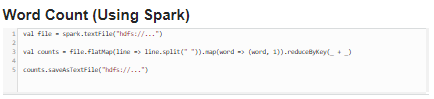 Word Count (Using Spark)
1 val file = spark.textFile("hdfs://...")
2
3 val counts = file.flatMap(line => line.split(" ")).map(word => (word, 1)).reduceByKey(_ + _)
4
5 counts.saveAsTextFile("hdfs://...")